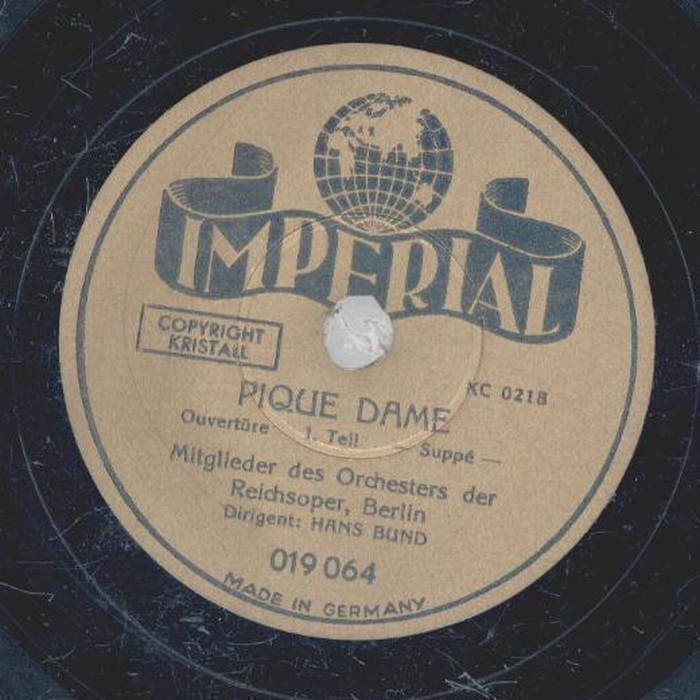 IMPERIAL
COPYRIGHT
KRISTALL
KC 0218
PIQUE DAME
Ouvertüre 1. Teil Suppé —
Mitglieder des Orchesters der
Reichsoper, Berlin
Dirigent: HANS BUND
019 064
MADE IN GERMANY